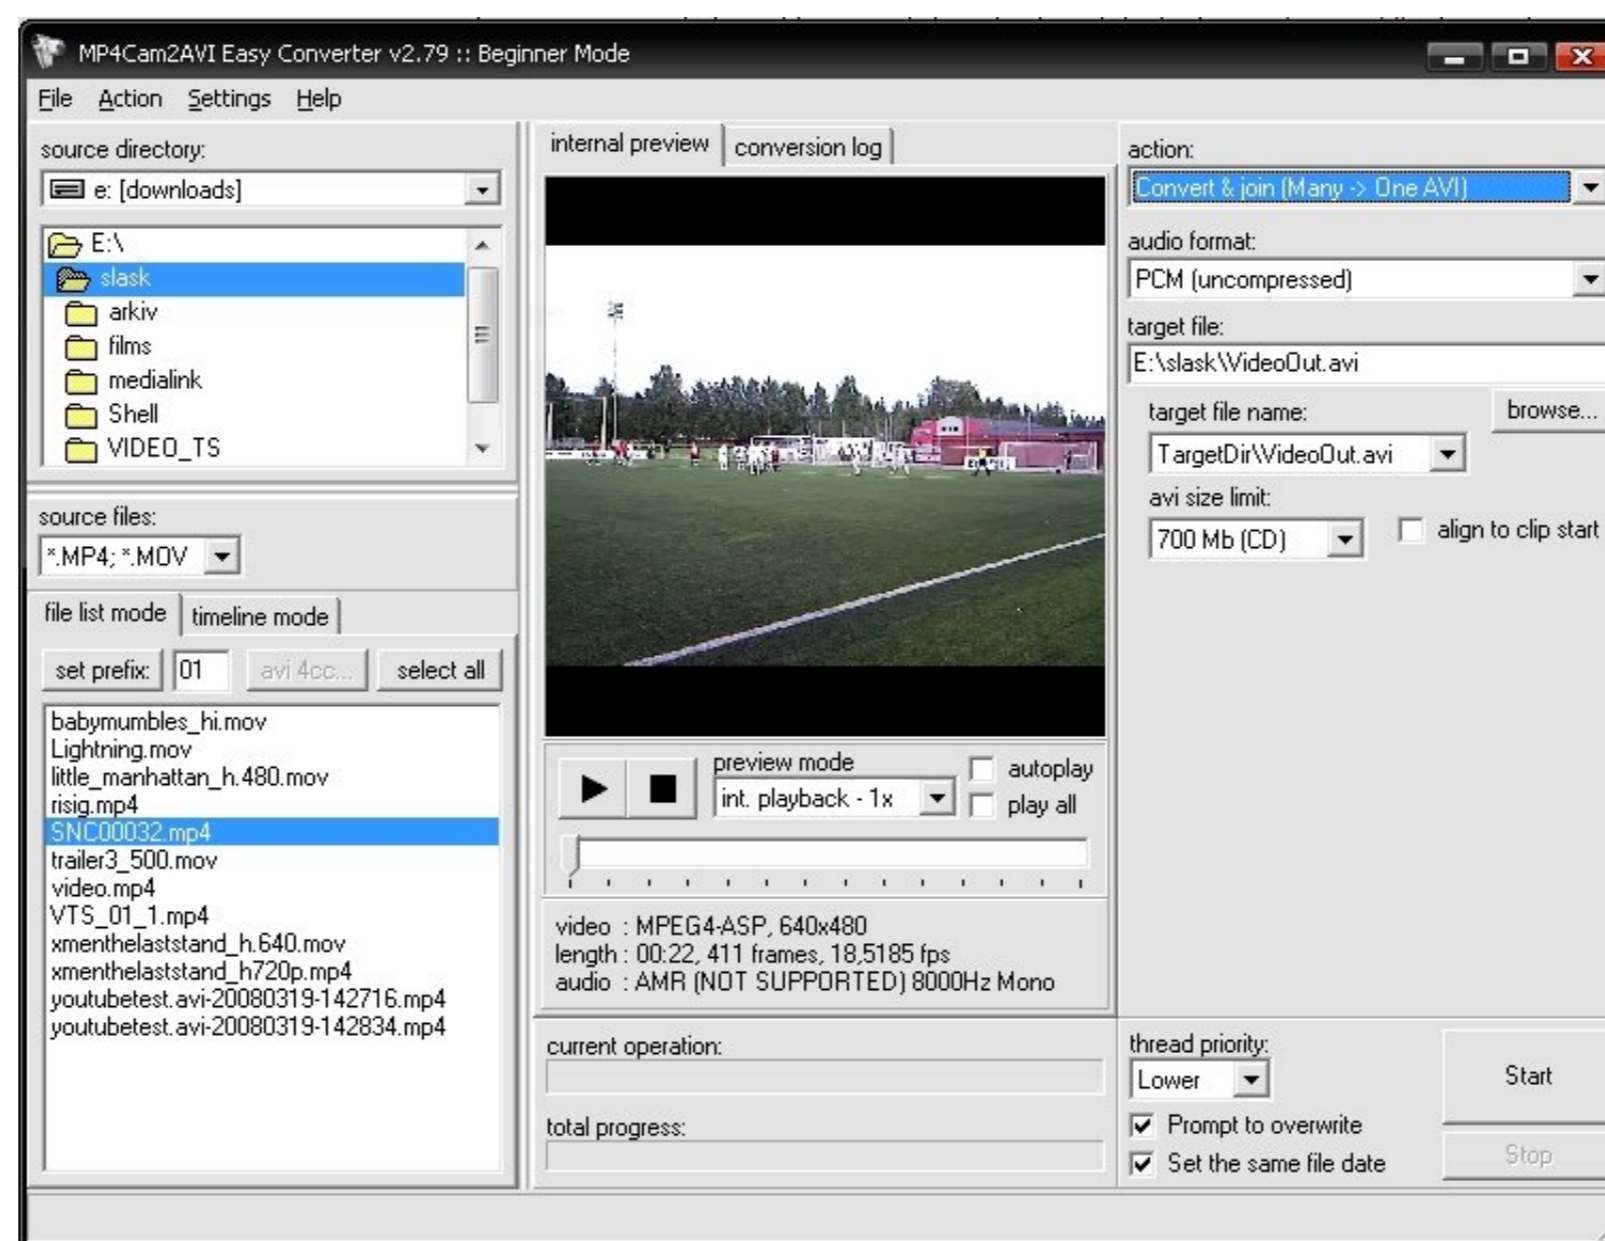 MP4Cam2AVI Easy Converter v2.79 :: Beginner Mode
File Action Settings Help
source directory:
e: [downloads]
E:\
slask
arkiv
films
medialink
Shell
VIDEO_TS
source files:
*.MP4; *.MOV
file list mode
timeline mode
set prefix:
01
avi 4cc...
select all
babymumbles_hi.mov
Lightning.mov
little_manhattan_h.480.mov
risig.mp4
SNC00032.mp4
trailer3_500.mov
video.mp4
VTS_01_1.mp4
xmenthelaststand_h.640.mov
xmenthelaststand_h720p.mp4
youtubetest.avi-20080319-142716.mp4
youtubetest.avi-20080319-142834.mp4
internal preview
conversion log
preview mode
int. playback - 1x
autoplay
play all
video : MPEG4-ASP, 640x480
length : 00:22, 411 frames, 18,5185 fps
audio : AMR (NOT SUPPORTED) 8000Hz Mono
current operation:
total progress:
action:
Convert & join (Many -> One AVI)
audio format:
PCM (uncompressed)
target file:
E:\slask\VideoOut.avi
target file name:
browse...
TargetDir\VideoOut.avi
avi size limit:
700 Mb (CD)
align to clip start
thread priority:
Lower
Prompt to overwrite
Set the same file date
Start
Stop